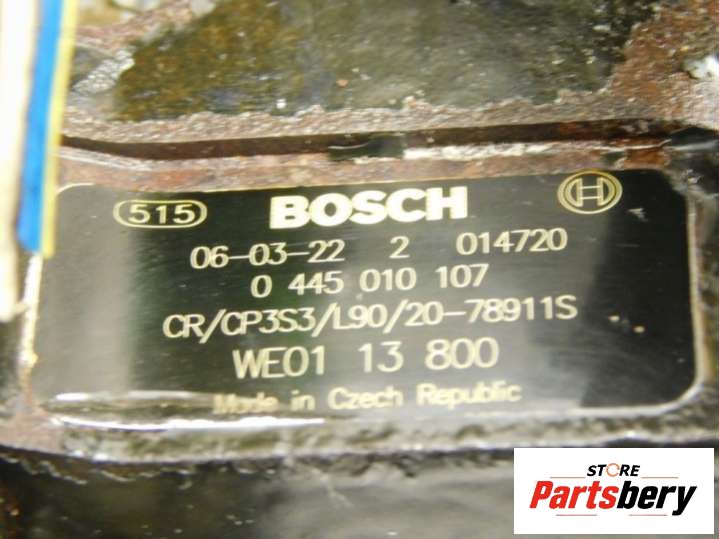 515 BOSCH
06-03-22 2 014720
0 445 010 107
CR/CP3S3/L90/20-78911S
WE01 13 800
Made in Czech Republic
STORE
Partsbery